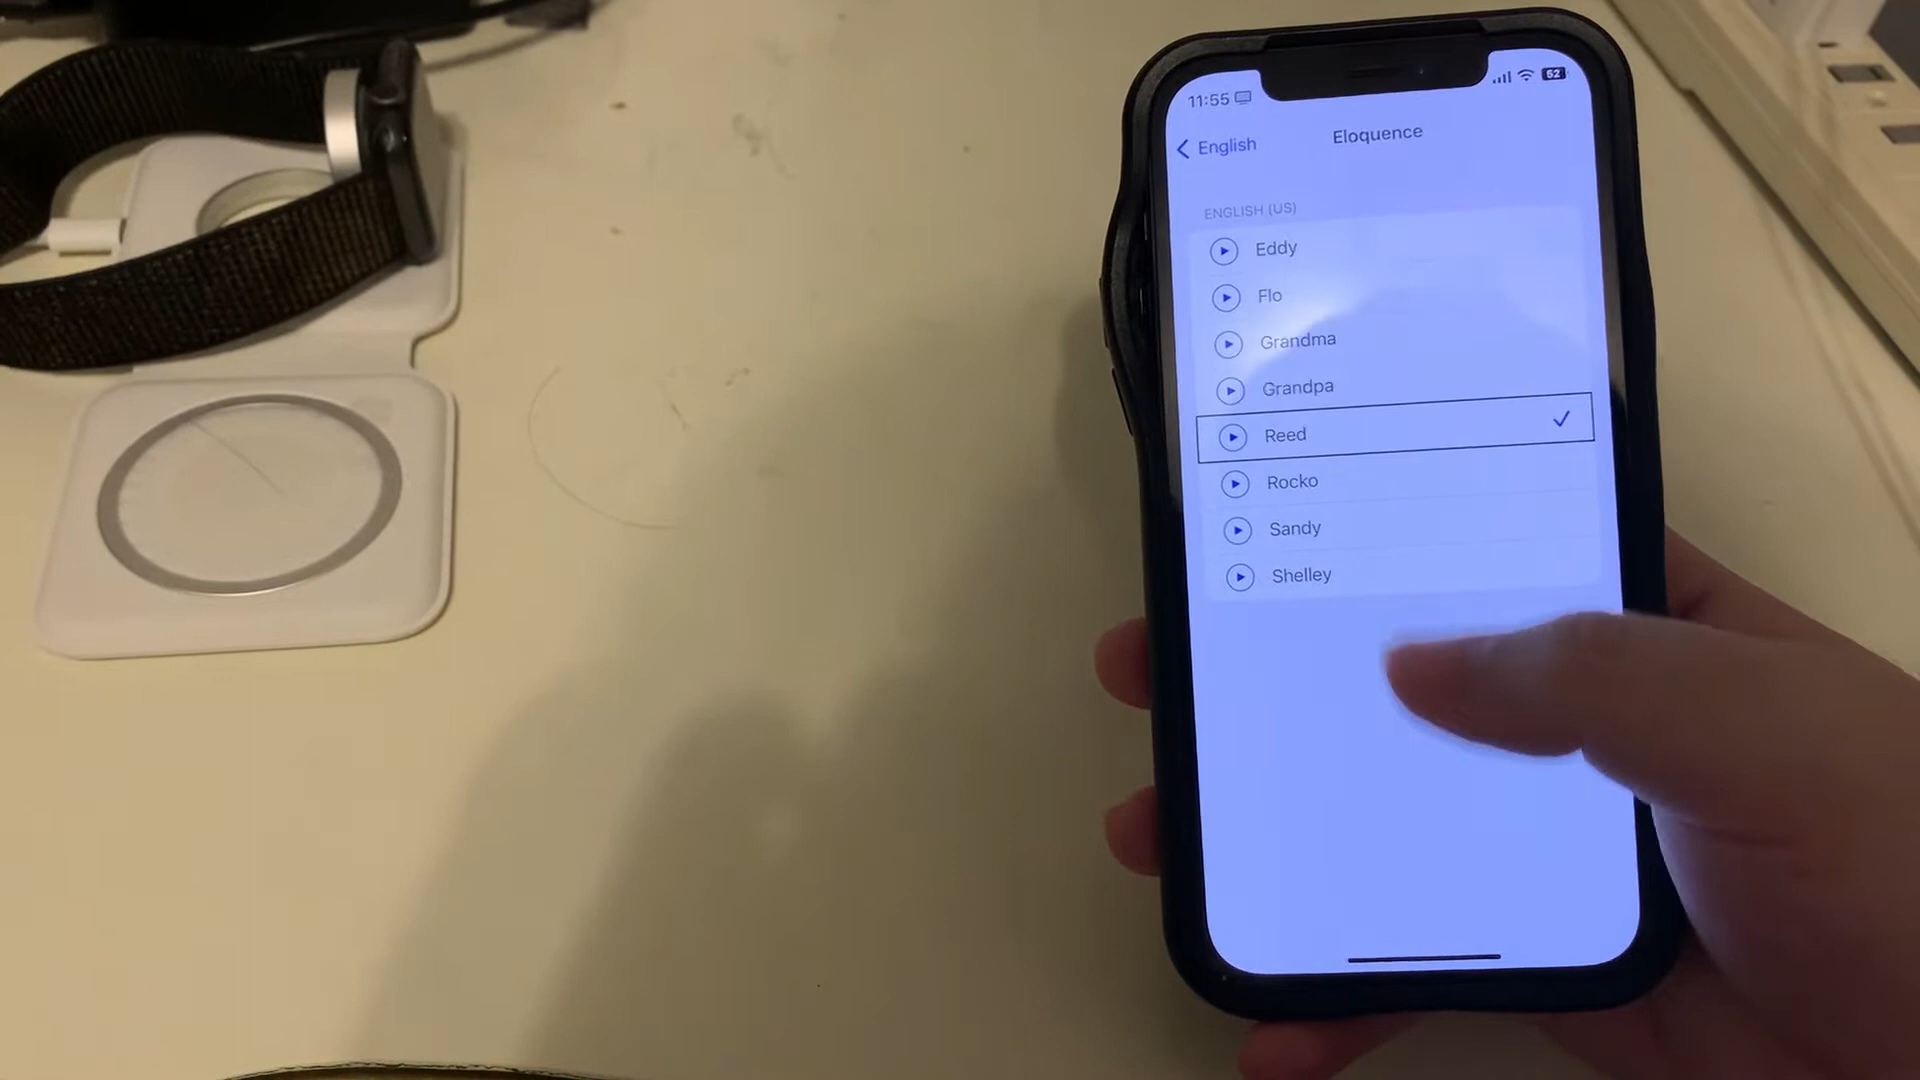 11:55
52
English
Eloquence
ENGLISH (US)
Eddy
Flo
Grandma
Grandpa
Reed
Rocko
Sandy
Shelley